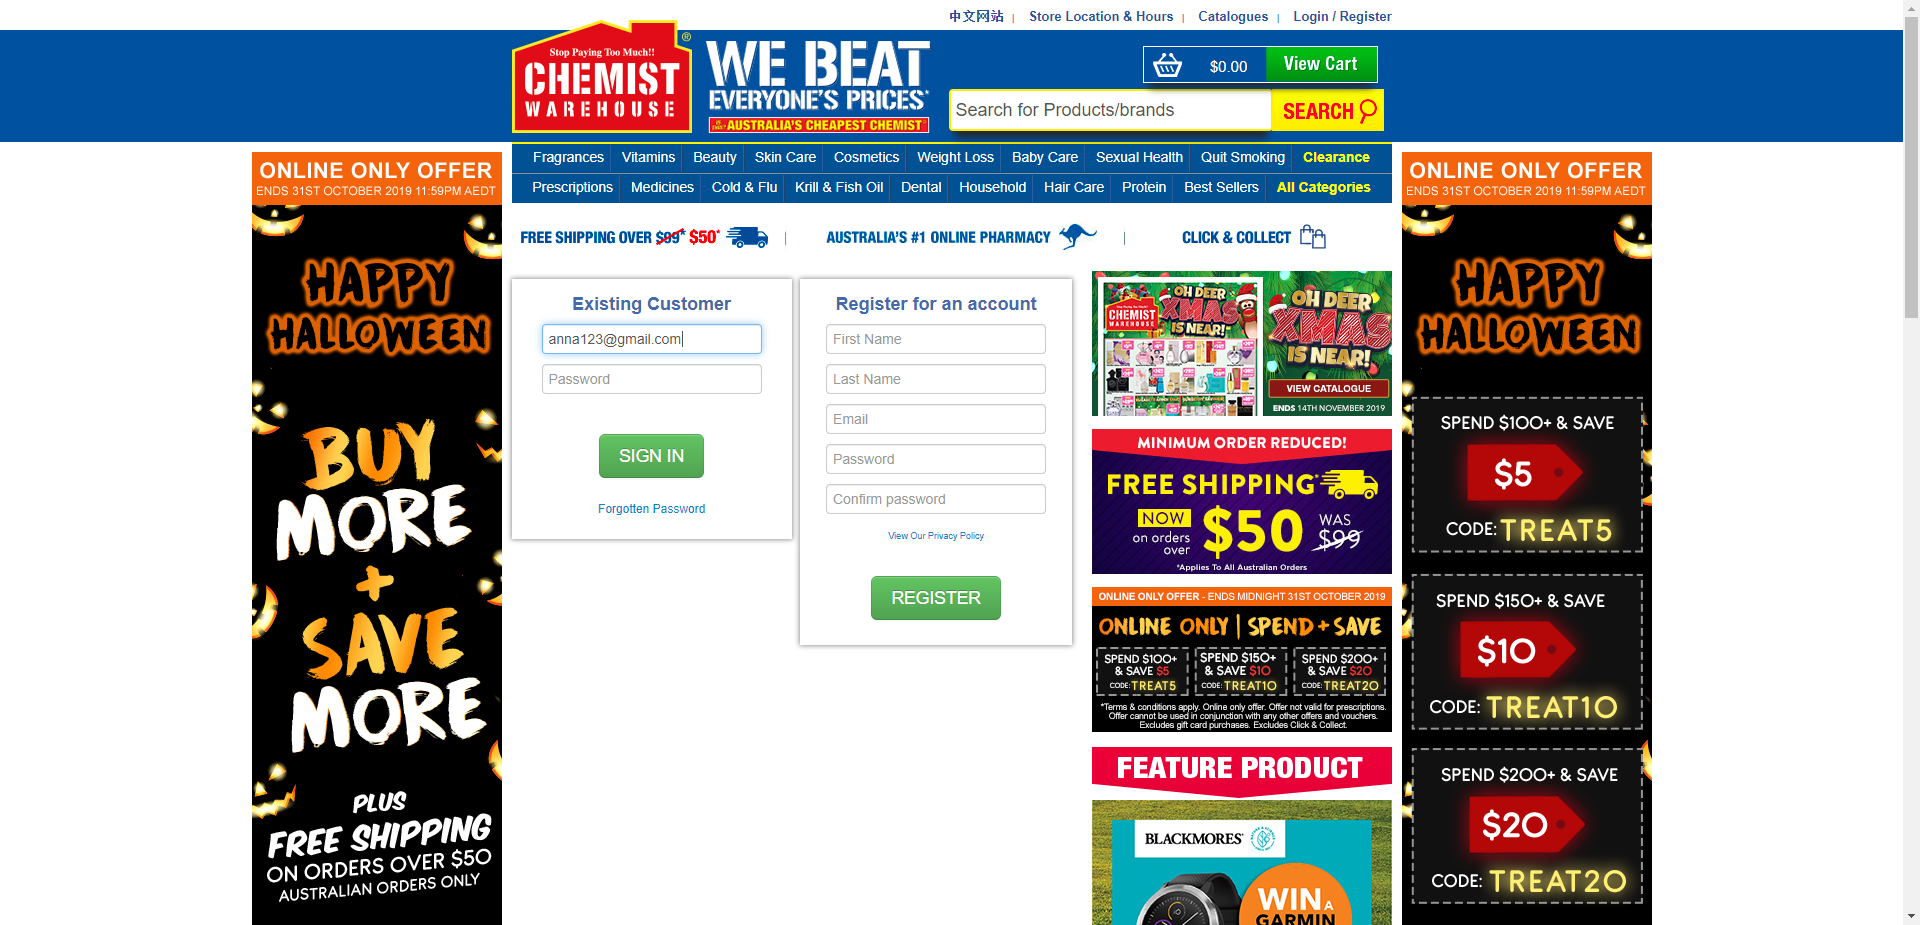 中文网站 | Store Location & Hours | Catalogues | Login / Register
Stop Paying Too Much!!
CHEMIST
WAREHOUSE
®
WE BEAT
EVERYONE'S PRICES*
AUSTRALIA'S CHEAPEST CHEMIST
$0.00
View Cart
Search for Products/brands
SEARCH
Fragrances Vitamins Beauty Skin Care Cosmetics Weight Loss Baby Care Sexual Health Quit Smoking Clearance
Prescriptions Medicines Cold & Flu Krill & Fish Oil Dental Household Hair Care Protein Best Sellers All Categories
FREE SHIPPING OVER $99* $50* | AUSTRALIA'S #1 ONLINE PHARMACY | CLICK & COLLECT
ONLINE ONLY OFFER
ENDS 31ST OCTOBER 2019 11:59PM AEDT
HAPPY
HALLOWEEN
BUY
MORE
+
SAVE
MORE
PLUS
FREE SHIPPING
ON ORDERS OVER $50
AUSTRALIAN ORDERS ONLY
Existing Customer
anna123@gmail.com
Password
SIGN IN
Forgotten Password
Register for an account
First Name
Last Name
Email
Password
Confirm password
View Our Privacy Policy
REGISTER
Stop Paying Too Much!!
CHEMIST
WAREHOUSE
OH DEER
XMAS
IS NEAR!
OH DEER
XMAS
IS NEAR!
VIEW CATALOGUE
ENDS 14TH NOVEMBER 2019
MINIMUM ORDER REDUCED!
FREE SHIPPING*
NOW
on orders
over
$50
WAS
$99
*Applies To All Australian Orders
ONLINE ONLY OFFER - ENDS MIDNIGHT 31ST OCTOBER 2019
ONLINE ONLY | SPEND + SAVE
SPEND $100+
& SAVE $5
CODE: TREAT5
SPEND $150+
& SAVE $10
CODE: TREAT10
SPEND $200+
& SAVE $20
CODE: TREAT20
*Terms & conditions apply. Online only offer. Offer not valid for prescriptions.
Offer cannot be used in conjunction with any other offers and vouchers.
Excludes gift card purchases. Excludes Click & Collect.
FEATURE PRODUCT
BLACKMORES
WIN A
GARMIN
ONLINE ONLY OFFER
ENDS 31ST OCTOBER 2019 11:59PM AEDT
HAPPY
HALLOWEEN
SPEND $100+ & SAVE
$5
CODE: TREAT5
SPEND $150+ & SAVE
$10
CODE: TREAT10
SPEND $200+ & SAVE
$20
CODE: TREAT20